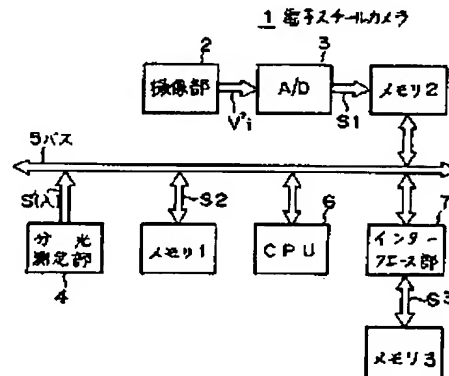 1 電子スチールカメラ
2
3
撮像部
A/D
メモリ2
V'i
S1
5バス
S'(λ)
S2
6
7
分光
測定部
メモリ1
CPU
インター
フエース部
4
S3
メモリ3